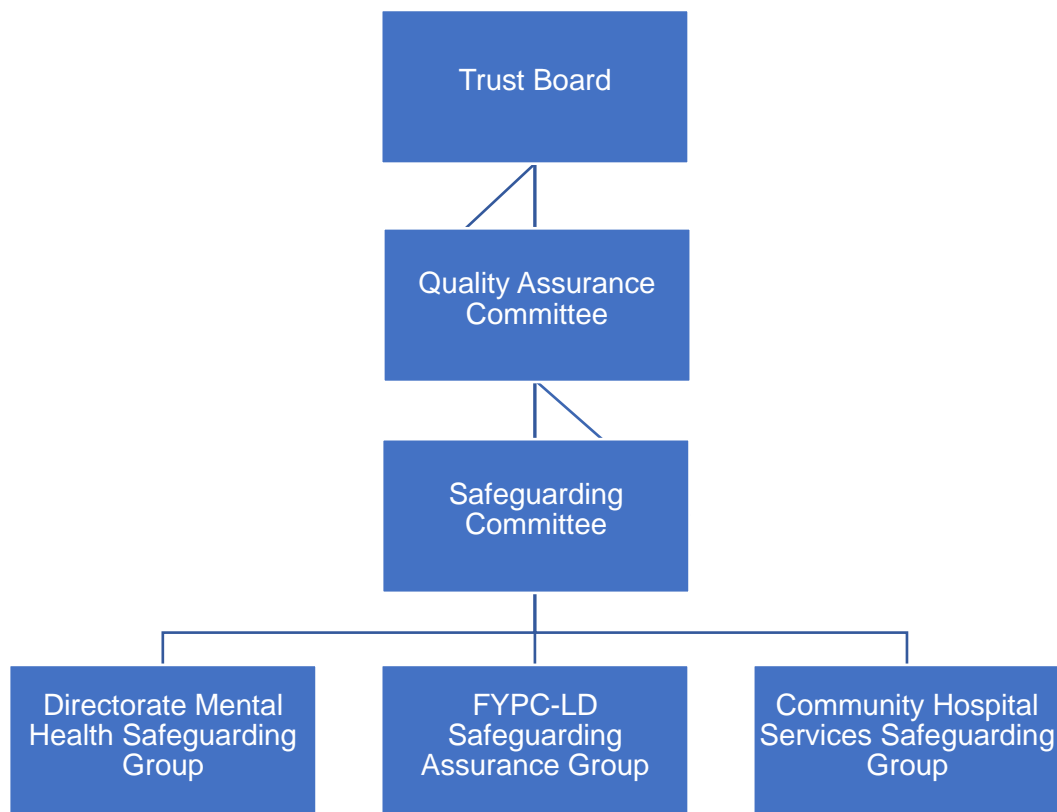 Trust Board
Quality Assurance
Committee
Safeguarding
Committee
Directorate Mental
Health Safeguarding
Group
FYPC-LD
Safeguarding
Assurance Group
Community Hospital
Services Safeguarding
Group